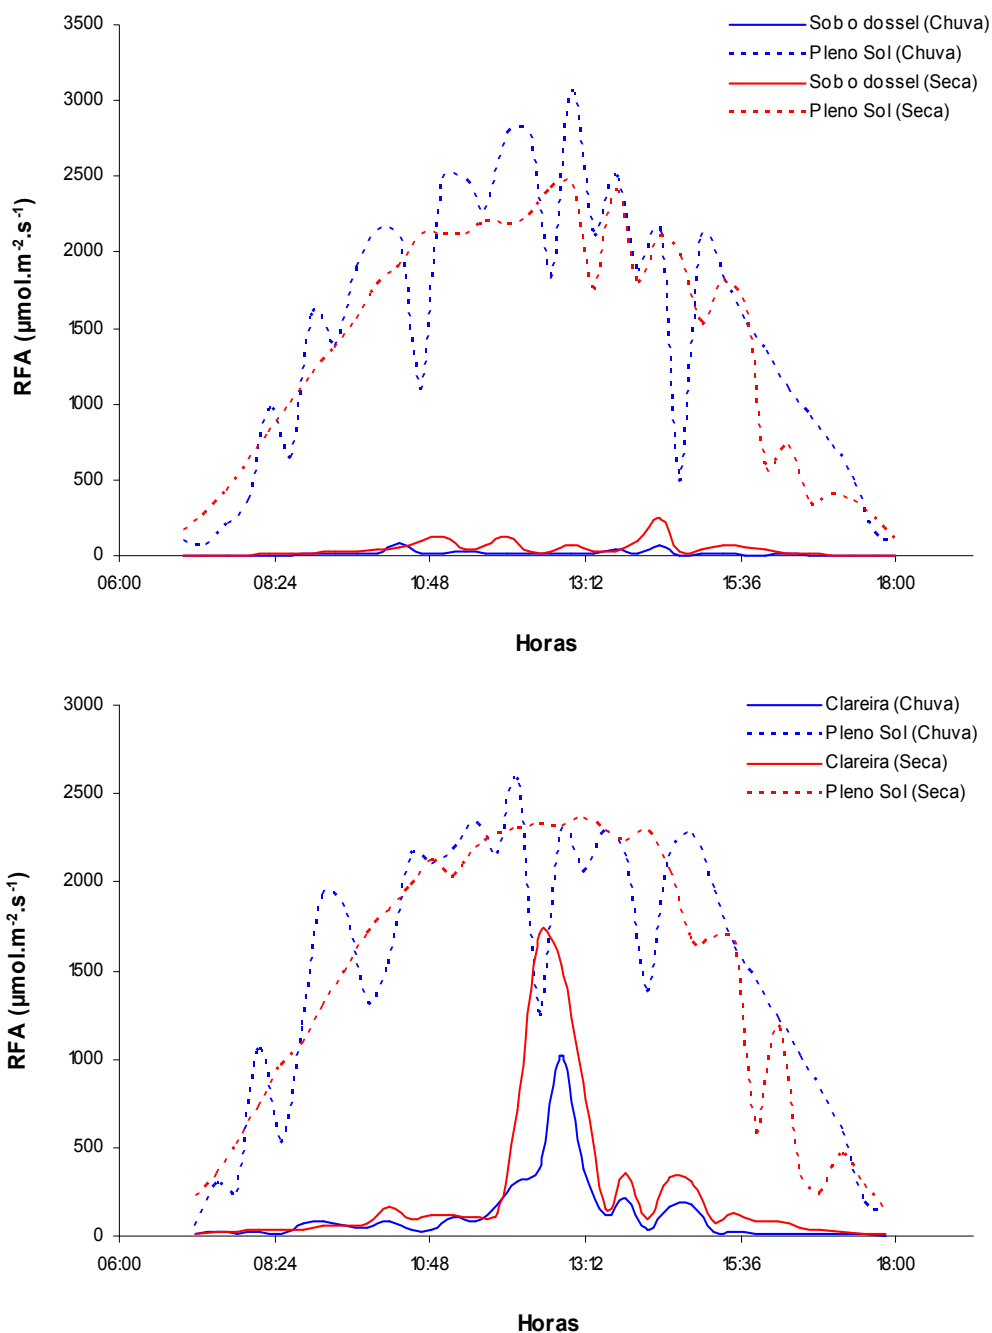 3500
3000
2500
2000
1500
1000
500
0
RFA (µmol.m-2.s-1)
06:00 08:24 10:48 13:12 15:36 18:00
Horas
Sob o dossel (Chuva)
Pleno Sol (Chuva)
Sob o dossel (Seca)
Pleno Sol (Seca)
3000
2500
2000
1500
1000
500
0
RFA (µmol.m-2.s-1)
06:00 08:24 10:48 13:12 15:36 18:00
Horas
Clareira (Chuva)
Pleno Sol (Chuva)
Clareira (Seca)
Pleno Sol (Seca)